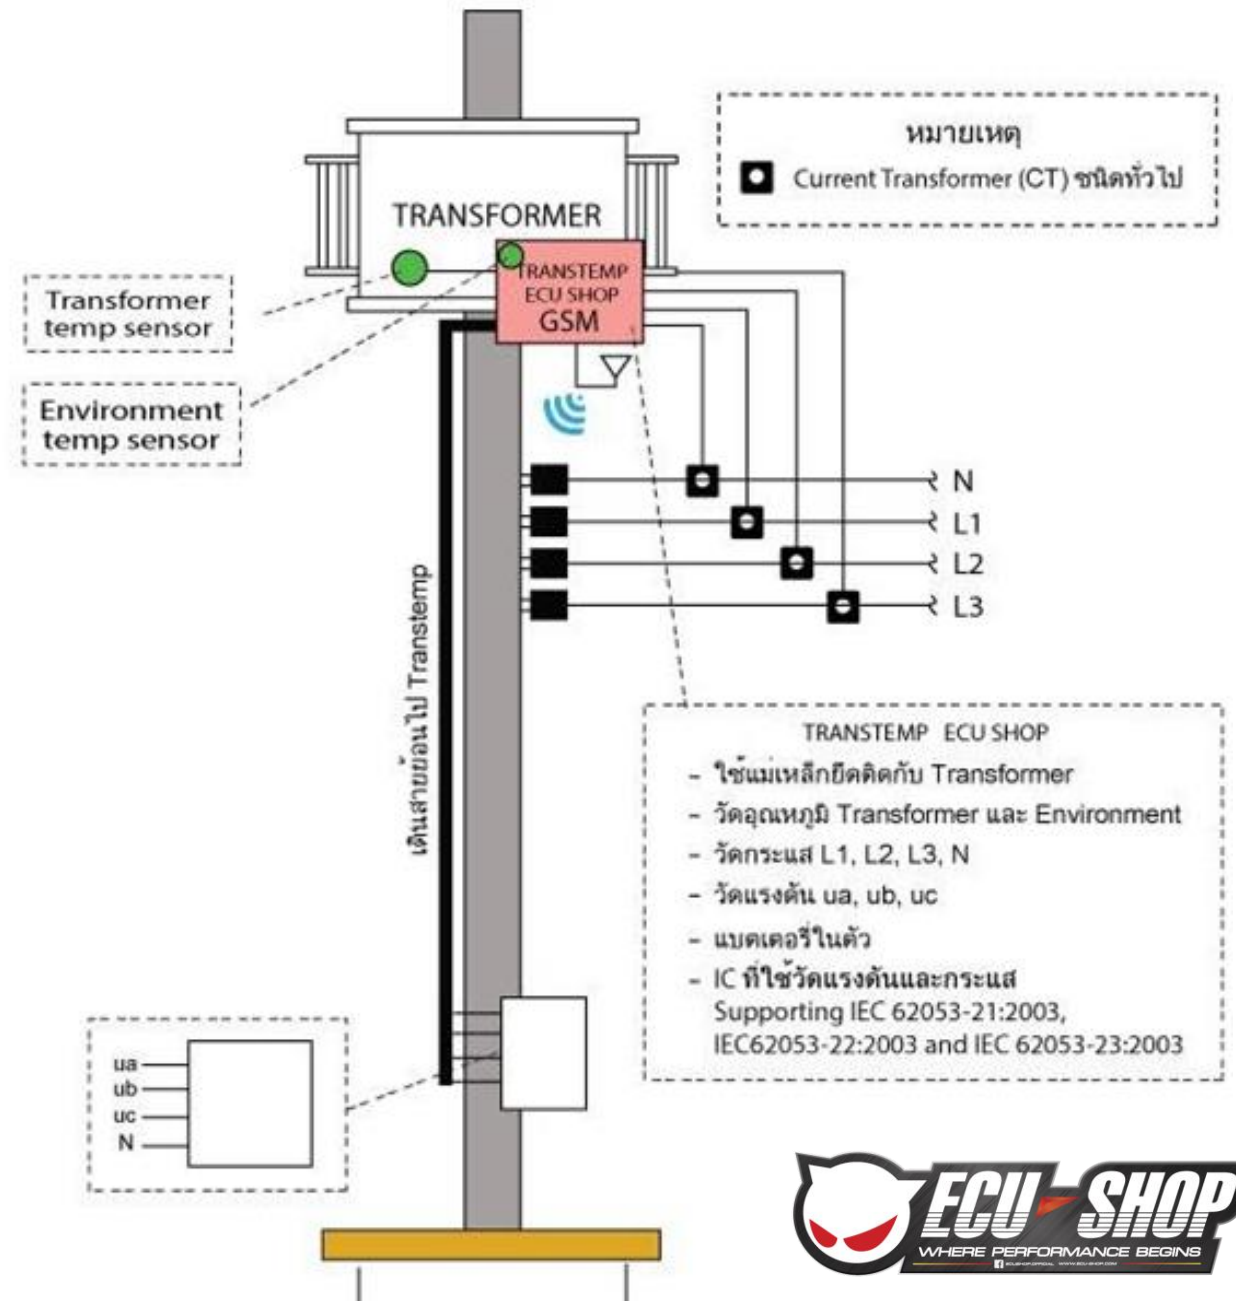 หมายเหตุ
Current Transformer (CT) ชนิดทั่วไป
TRANSFORMER
TRANSTEMP
ECU SHOP
GSM
Transformer
temp sensor
Environment
temp sensor
N
L1
L2
L3
เดินสายย้อนไป Transtemp
TRANSTEMP ECU SHOP
- ใช้แม่เหล็กยึดติดกับ Transformer
- วัดอุณหภูมิ Transformer และ Environment
- วัดกระแส L1, L2, L3, N
- วัดแรงดัน ua, ub, uc
- แบตเตอรี่ในตัว
- IC ที่ใช้วัดแรงดันและกระแส
Supporting IEC 62053-21:2003,
IEC62053-22:2003 and IEC 62053-23:2003
ua
ub
uc
N
ECU-SHOP
WHERE PERFORMANCE BEGINS
WWW.ECU-SHOP.COM